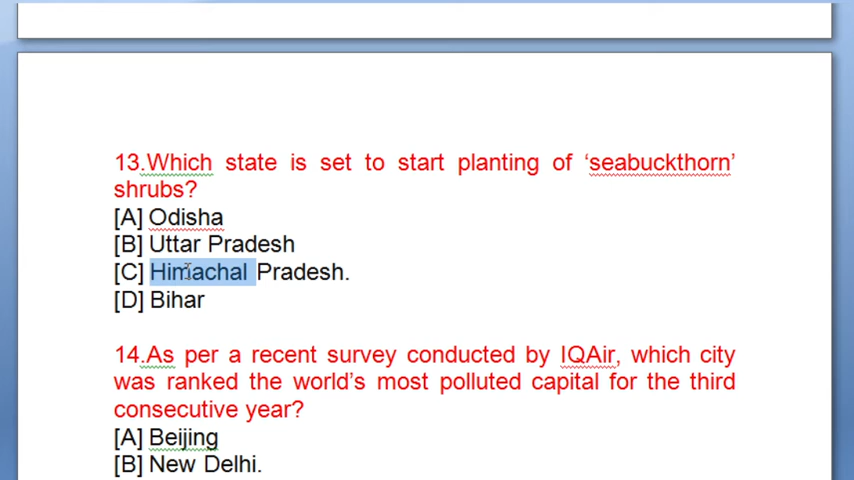 13.Which state is set to start planting of ‘seabuckthorn’
shrubs?
[A] Odisha
[B] Uttar Pradesh
[C] Himachal Pradesh.
[D] Bihar
14.As per a recent survey conducted by IQAir, which city
was ranked the world’s most polluted capital for the third
consecutive year?
[A] Beijing
[B] New Delhi.